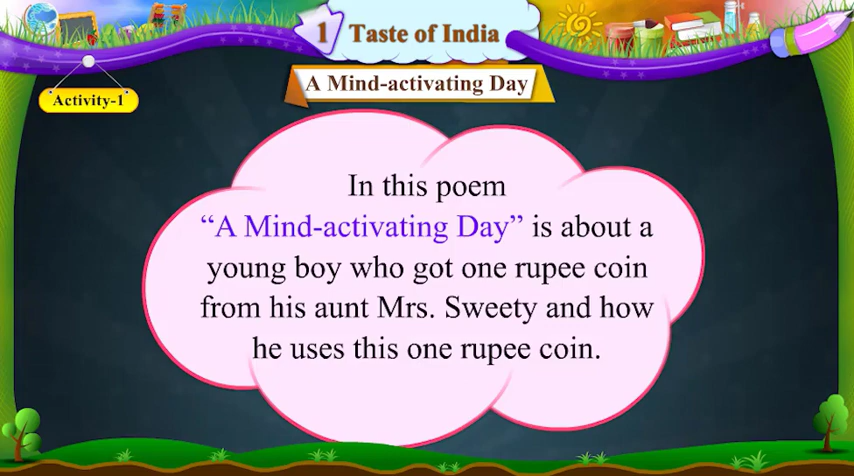 1 Taste of India
A Mind-activating Day
Activity-1
In this poem
“A Mind-activating Day” is about a
young boy who got one rupee coin
from his aunt Mrs. Sweety and how
he uses this one rupee coin.